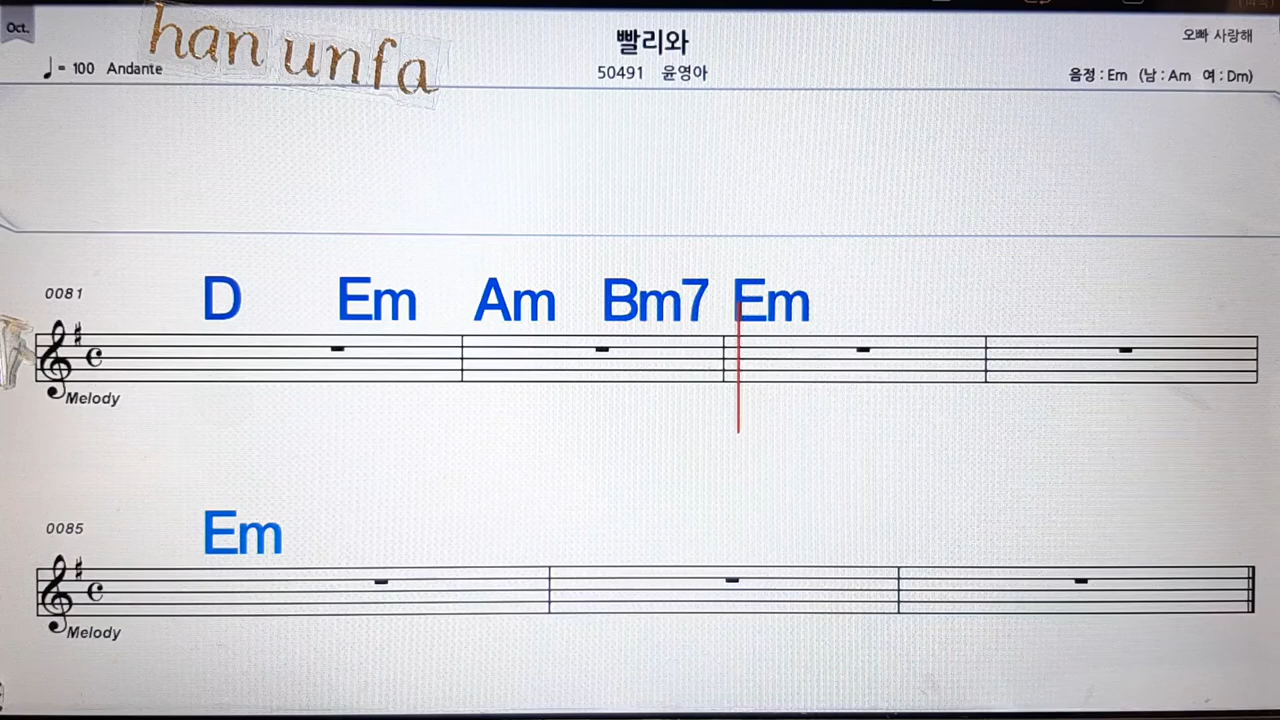 Oct.
han unfa
빨리와
오빠 사랑해
♩= 100 Andante
50491 윤영아
음정 : Em (남 : Am 여 : Dm)
0081
D Em Am Bm7 Em
Melody
0085
Em
Melody